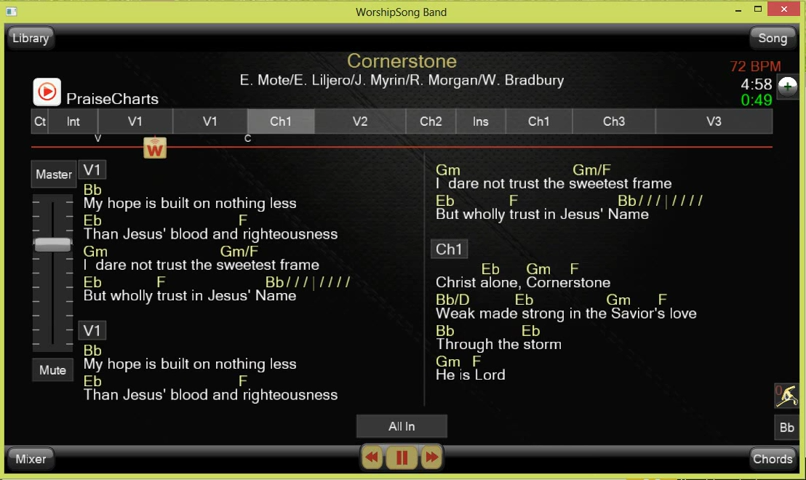 WorshipSong Band
Library
Song
Cornerstone
E. Mote/E. Liljero/J. Myrin/R. Morgan/W. Bradbury
72 BPM
4:58
0:49
PraiseCharts
Ct Int V1 V1 Ch1 V2 Ch2 Ins Ch1 Ch3 V3
V C
W
Master
Mute
V1
Bb
My hope is built on nothing less
Eb F
Than Jesus' blood and righteousness
Gm Gm/F
I dare not trust the sweetest frame
Eb F Bb / / / | / / / /
But wholly trust in Jesus' Name
V1
Bb
My hope is built on nothing less
Eb F
Than Jesus' blood and righteousness
Gm Gm/F
I dare not trust the sweetest frame
Eb F Bb / / / | / / / /
But wholly trust in Jesus' Name
Ch1
Eb Gm F
Christ alone, Cornerstone
Bb/D Eb Gm F
Weak made strong in the Savior's love
Bb Eb
Through the storm
Gm F
He is Lord
All In
0
Bb
Mixer
Chords